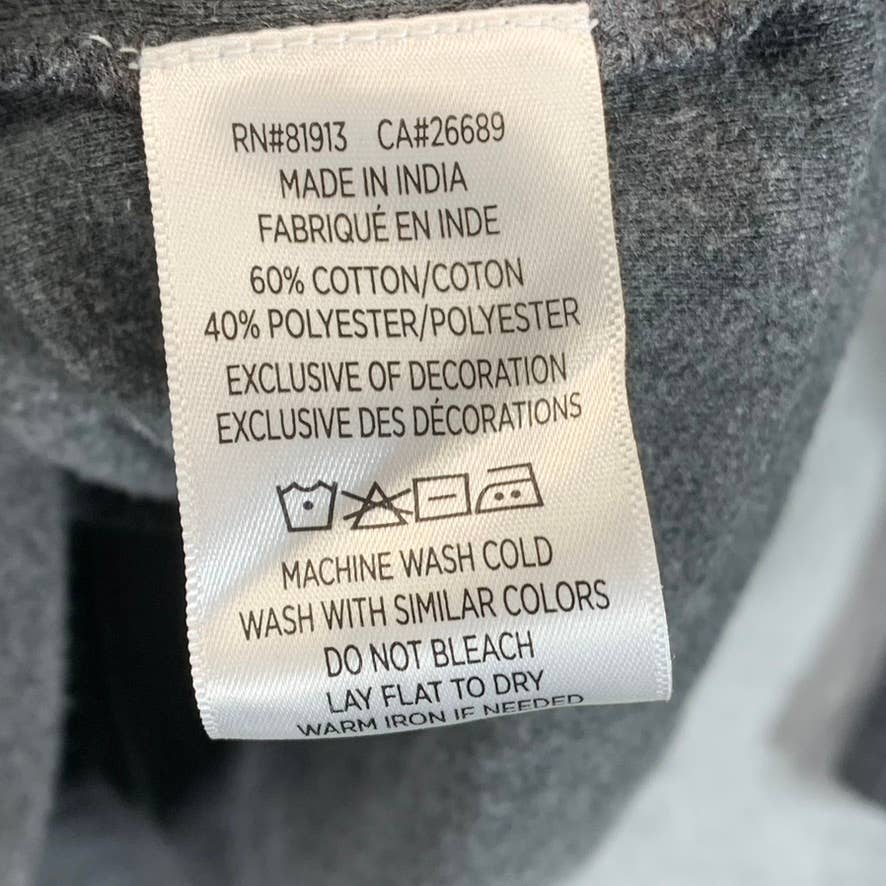 RN#81913 CA#26689
MADE IN INDIA
FABRIQUÉ EN INDE
60% COTTON/COTON
40% POLYESTER/POLYESTER
EXCLUSIVE OF DECORATION
EXCLUSIVE DES DÉCORATIONS
MACHINE WASH COLD
WASH WITH SIMILAR COLORS
DO NOT BLEACH
LAY FLAT TO DRY
WARM IRON IF NEEDED